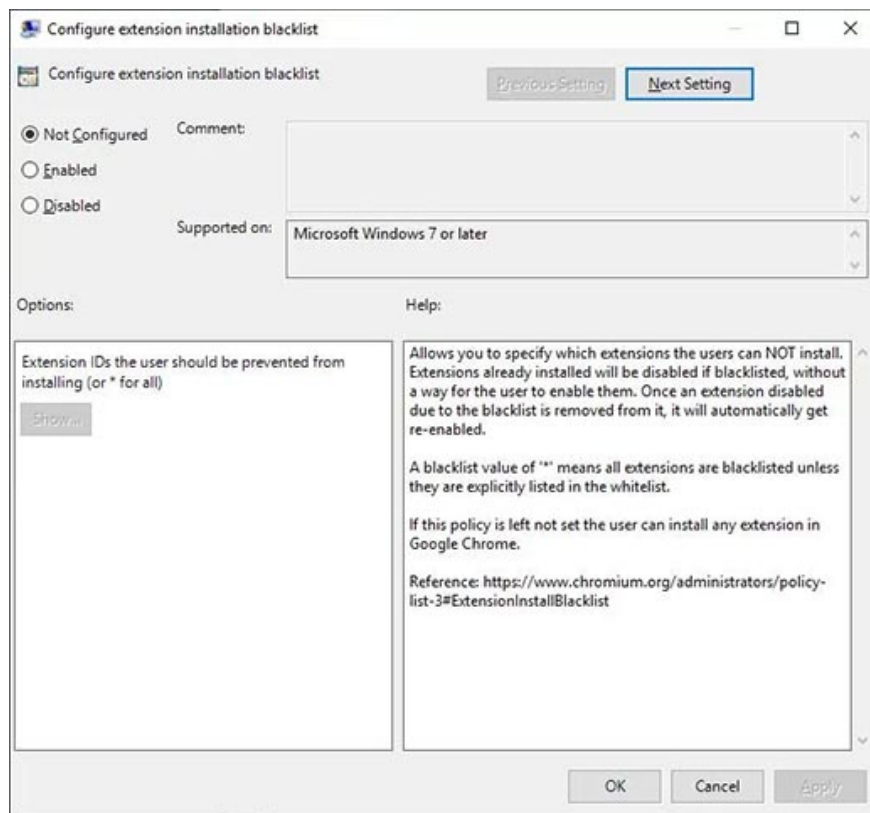 Configure extension installation blacklist
Configure extension installation blacklist
Previous Setting
Next Setting
Not Configured
Comment:
Enabled
Disabled
Supported on:
Microsoft Windows 7 or later
Options:
Help:
Extension IDs the user should be prevented from
installing (or * for all)
Show...
Allows you to specify which extensions the users can NOT install.
Extensions already installed will be disabled if blacklisted, without
a way for the user to enable them. Once an extension disabled
due to the blacklist is removed from it, it will automatically get
re-enabled.
A blacklist value of '*' means all extensions are blacklisted unless
they are explicitly listed in the whitelist.
If this policy is left not set the user can install any extension in
Google Chrome.
Reference: https://www.chromium.org/administrators/policy-
list-3#ExtensionInstallBlacklist
OK
Cancel
Apply